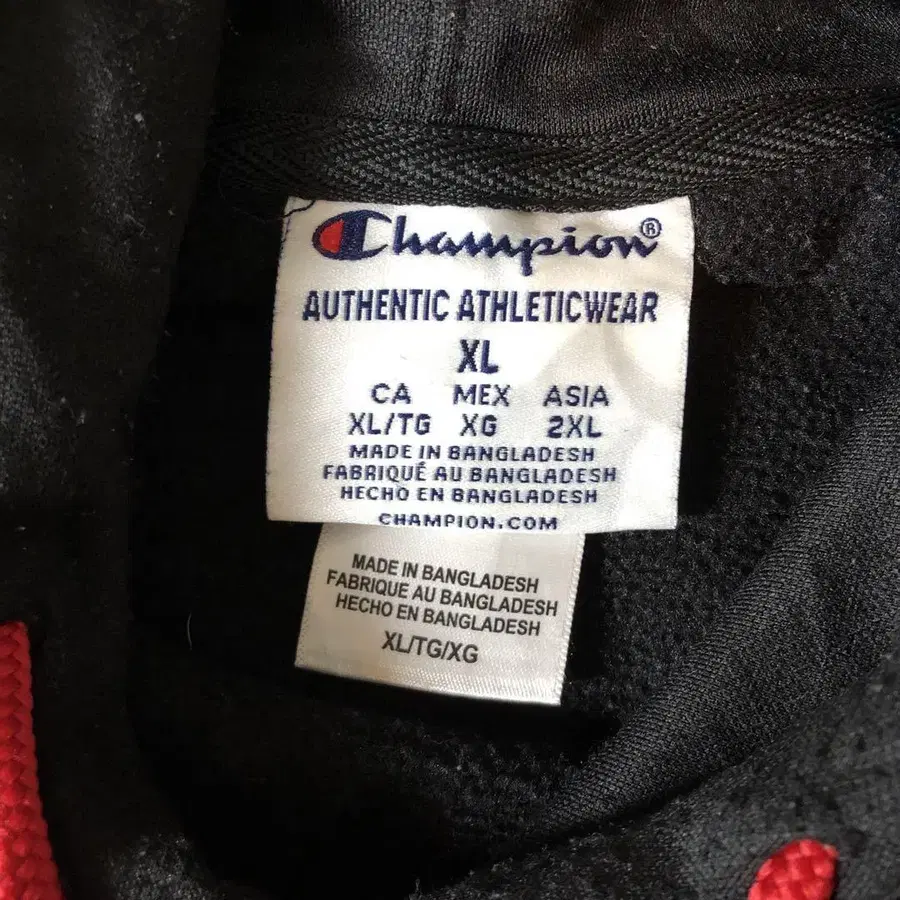 Champion®
AUTHENTIC ATHLETICWEAR
XL
CA MEX ASIA
XL/TG XG 2XL
MADE IN BANGLADESH
FABRIQUÉ AU BANGLADESH
HECHO EN BANGLADESH
CHAMPION.COM
MADE IN BANGLADESH
FABRIQUE AU BANGLADESH
HECHO EN BANGLADESH
XL/TG/XG